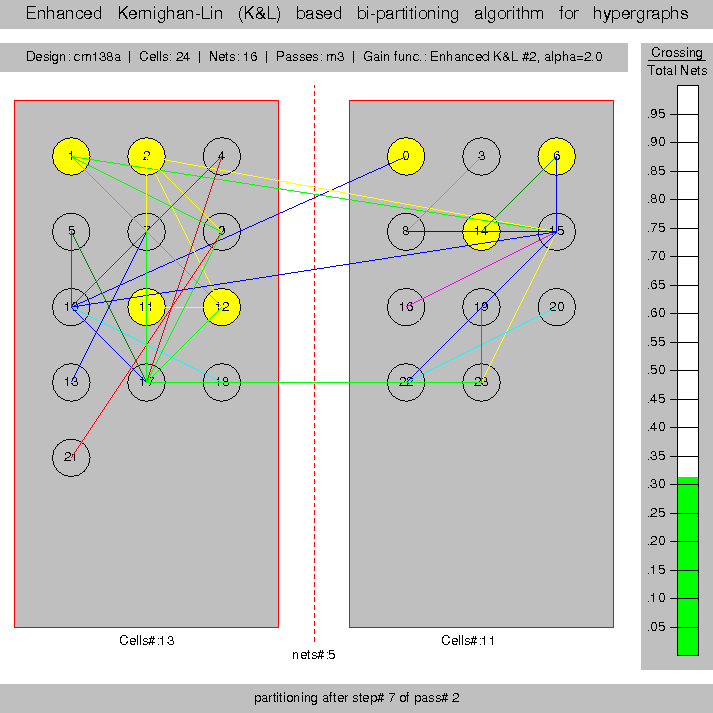 Enhanced Kernighan-Lin (K&L) based bi-partitioning algorithm for hypergraphs
Design: cm138a | Cells: 24 | Nets: 16 | Passes: m3 | Gain func.: Enhanced K&L #2, alpha=2.0
Crossing
Total Nets
.95
.90
.85
.80
.75
.70
.65
.60
.55
.50
.45
.40
.35
.30
.25
.20
.15
.10
.05
1 2 4
5 7 9
10 11 12
13 17 18
21
0 3 6
8 14 15
16 19 20
22 23
Cells#:13
nets#:5
Cells#:11
partitioning after step# 7 of pass# 2